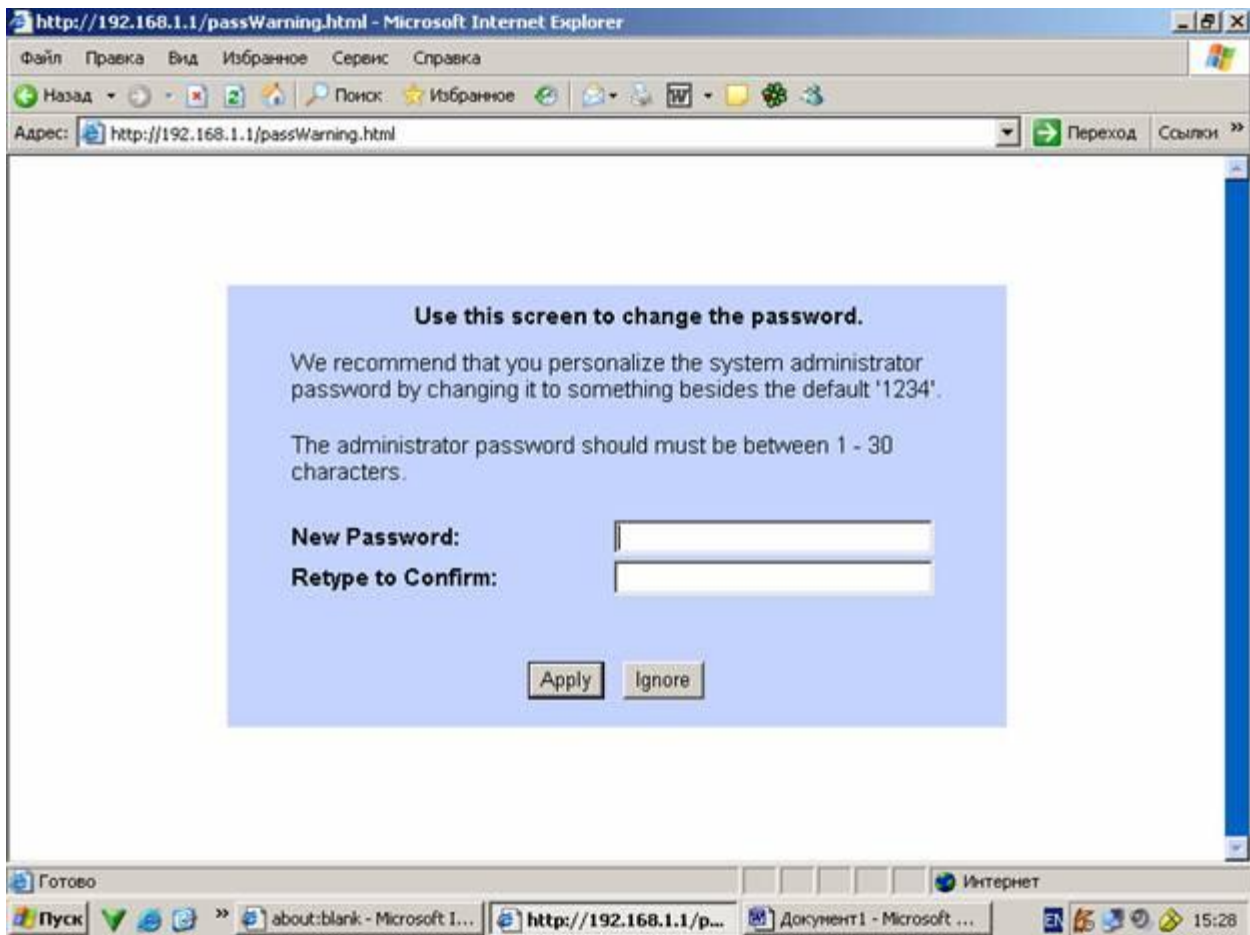 http://192.168.1.1/passWarning.html - Microsoft Internet Explorer
Файл Правка Вид Избранное Сервис Справка
Назад Поиск Избранное
Адрес: http://192.168.1.1/passWarning.html Переход Ссылки »
Use this screen to change the password.
We recommend that you personalize the system administrator
password by changing it to something besides the default '1234'.
The administrator password should must be between 1 - 30
characters.
New Password:
Retype to Confirm:
Apply Ignore
Готово Интернет
Пуск » about:blank - Microsoft I... http://192.168.1.1/p... Документ1 - Microsoft ... EN 15:28